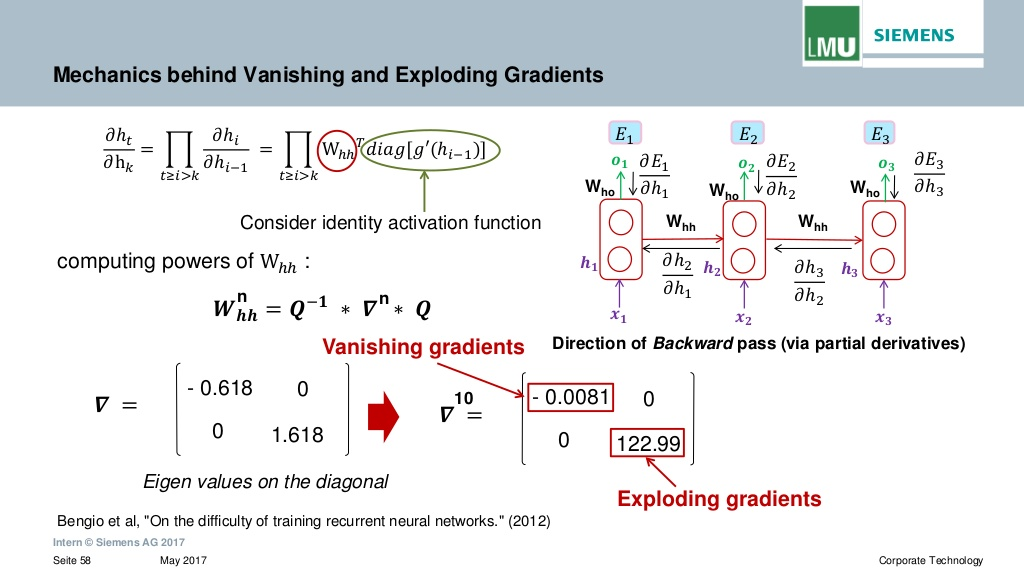 LMU SIEMENS
Mechanics behind Vanishing and Exploding Gradients
∂h_t/∂h_k = ∏_{t≥i>k} ∂h_i/∂h_{i−1} = ∏_{t≥i>k} W_hh^T diag[g′(h_{i−1})]
Consider identity activation function
computing powers of W_hh :
W_hh^n = Q^{−1} * ∇^n * Q
E_1 E_2 E_3
o_1 ∂E_1/∂h_1 o_2 ∂E_2/∂h_2 o_3 ∂E_3/∂h_3
W_ho W_ho W_ho
W_hh W_hh
h_1 ∂h_2/∂h_1 h_2 ∂h_3/∂h_2 h_3
x_1 x_2 x_3
Direction of Backward pass (via partial derivatives)
Vanishing gradients
∇ =
- 0.618 0
0 1.618
∇^10 =
- 0.0081 0
0 122.99
Eigen values on the diagonal
Exploding gradients
Bengio et al, "On the difficulty of training recurrent neural networks." (2012)
Intern © Siemens AG 2017
Seite 58 May 2017 Corporate Technology